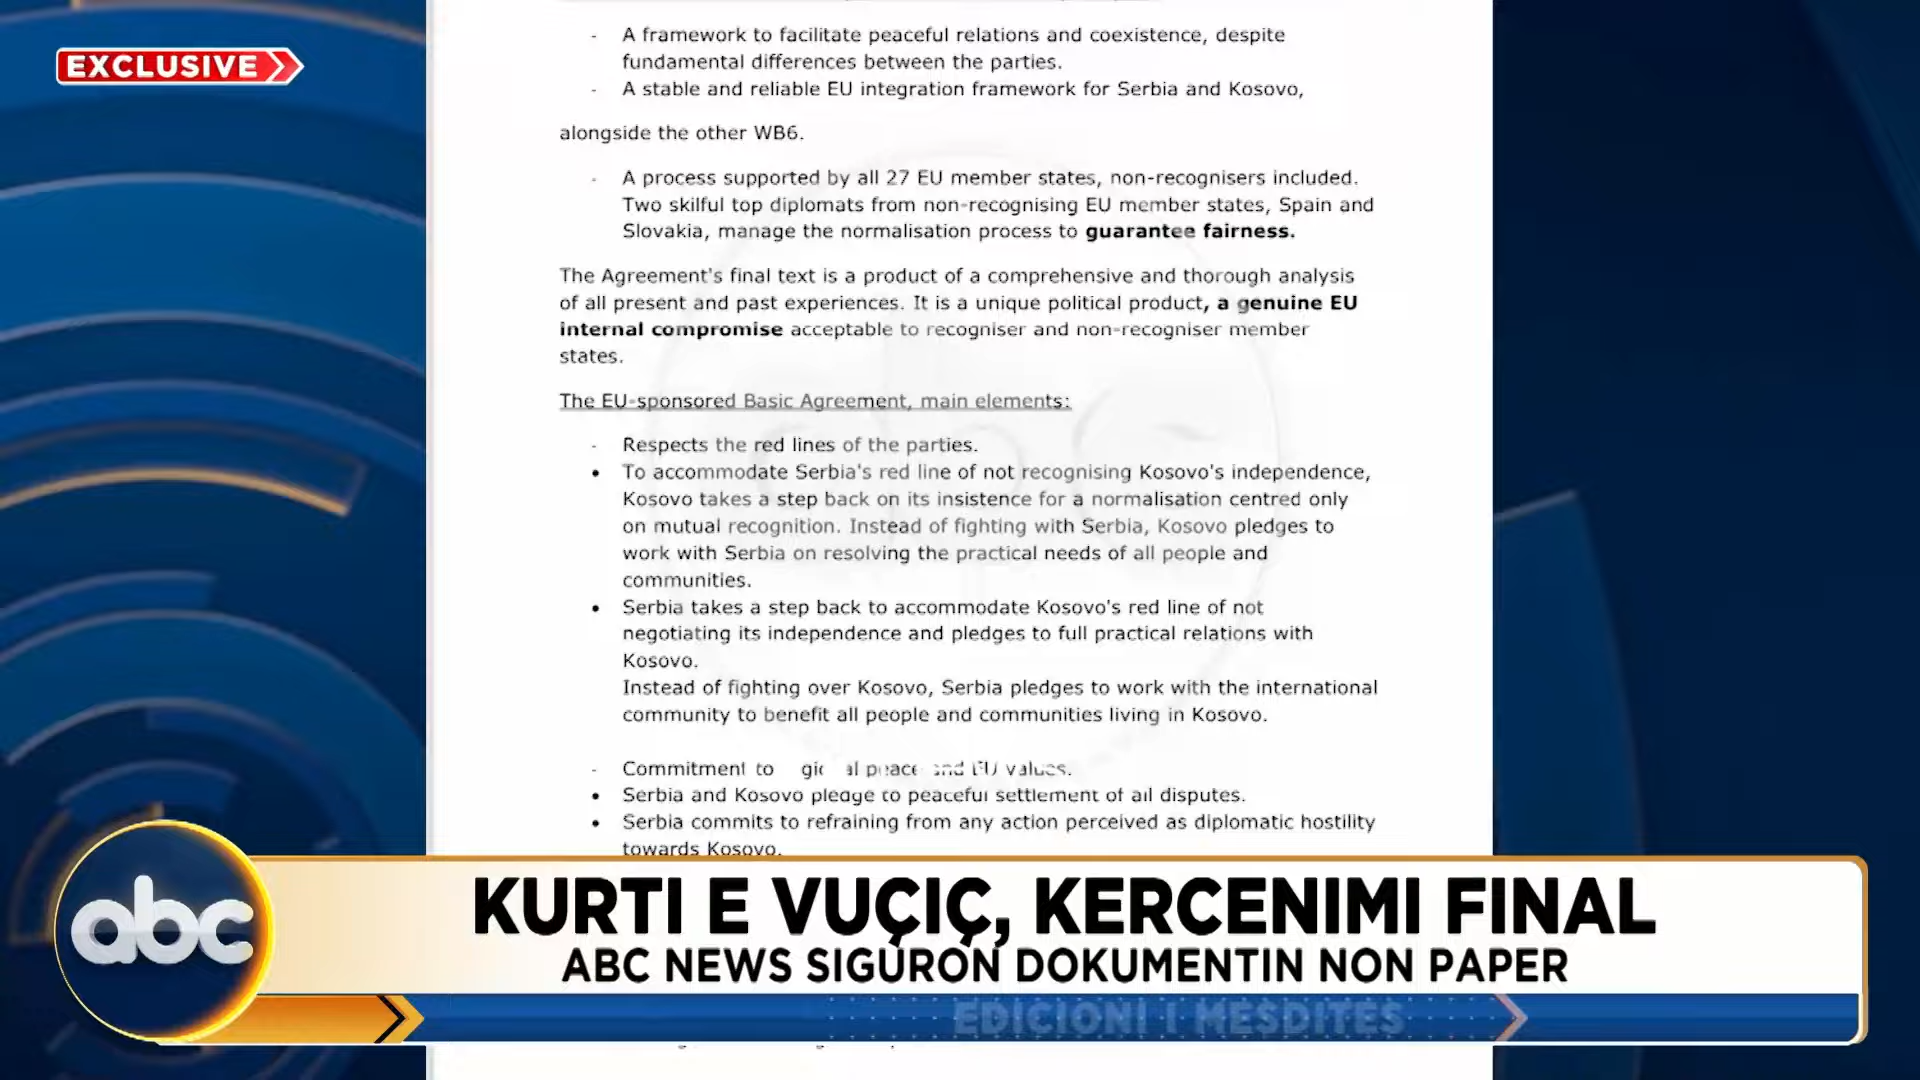 EXCLUSIVE
- A framework to facilitate peaceful relations and coexistence, despite
fundamental differences between the parties.
- A stable and reliable EU integration framework for Serbia and Kosovo,
alongside the other WB6.
- A process supported by all 27 EU member states, non-recognisers included.
Two skilful top diplomats from non-recognising EU member states, Spain and
Slovakia, manage the normalisation process to guarantee fairness.
The Agreement's final text is a product of a comprehensive and thorough analysis
of all present and past experiences. It is a unique political product, a genuine EU
internal compromise acceptable to recogniser and non-recogniser member
states.
The EU-sponsored Basic Agreement, main elements:
- Respects the red lines of the parties.
• To accommodate Serbia's red line of not recognising Kosovo's independence,
Kosovo takes a step back on its insistence for a normalisation centred only
on mutual recognition. Instead of fighting with Serbia, Kosovo pledges to
work with Serbia on resolving the practical needs of all people and
communities.
• Serbia takes a step back to accommodate Kosovo's red line of not
negotiating its independence and pledges to full practical relations with
Kosovo.
Instead of fighting over Kosovo, Serbia pledges to work with the international
community to benefit all people and communities living in Kosovo.
- Commitment to peace and EU values.
• Serbia and Kosovo pledge to peaceful settlement of all disputes.
• Serbia commits to refraining from any action perceived as diplomatic hostility
towards Kosovo.
abc
KURTI E VUÇIÇ, KERCENIMI FINAL
ABC NEWS SIGURON DOKUMENTIN NON PAPER
EDICIONI I MESDITES